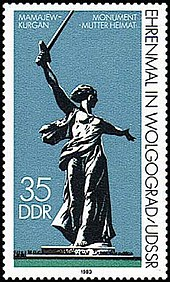 MAMAJEW-
KURGAN
MONUMENT
„MUTTER HEIMAT“
EHRENMAL IN WOLGOGRAD/UDSSR
35
DDR
1983